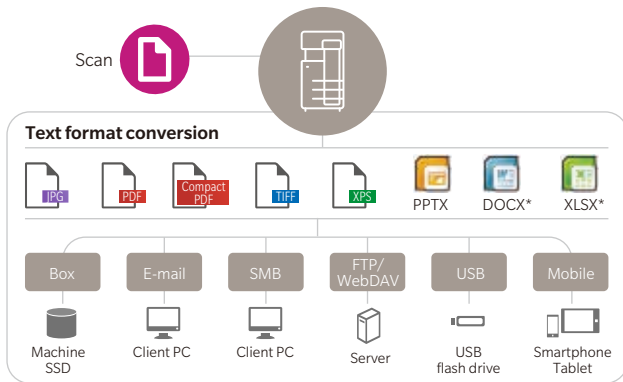 Scan
Text format conversion
JPG
PDF
Compact
PDF
TIFF
XPS
PPTX
DOCX*
XLSX*
Box
E-mail
SMB
FTP/
WebDAV
USB
Mobile
Machine
SSD
Client PC
Client PC
Server
USB
flash drive
Smartphone
Tablet